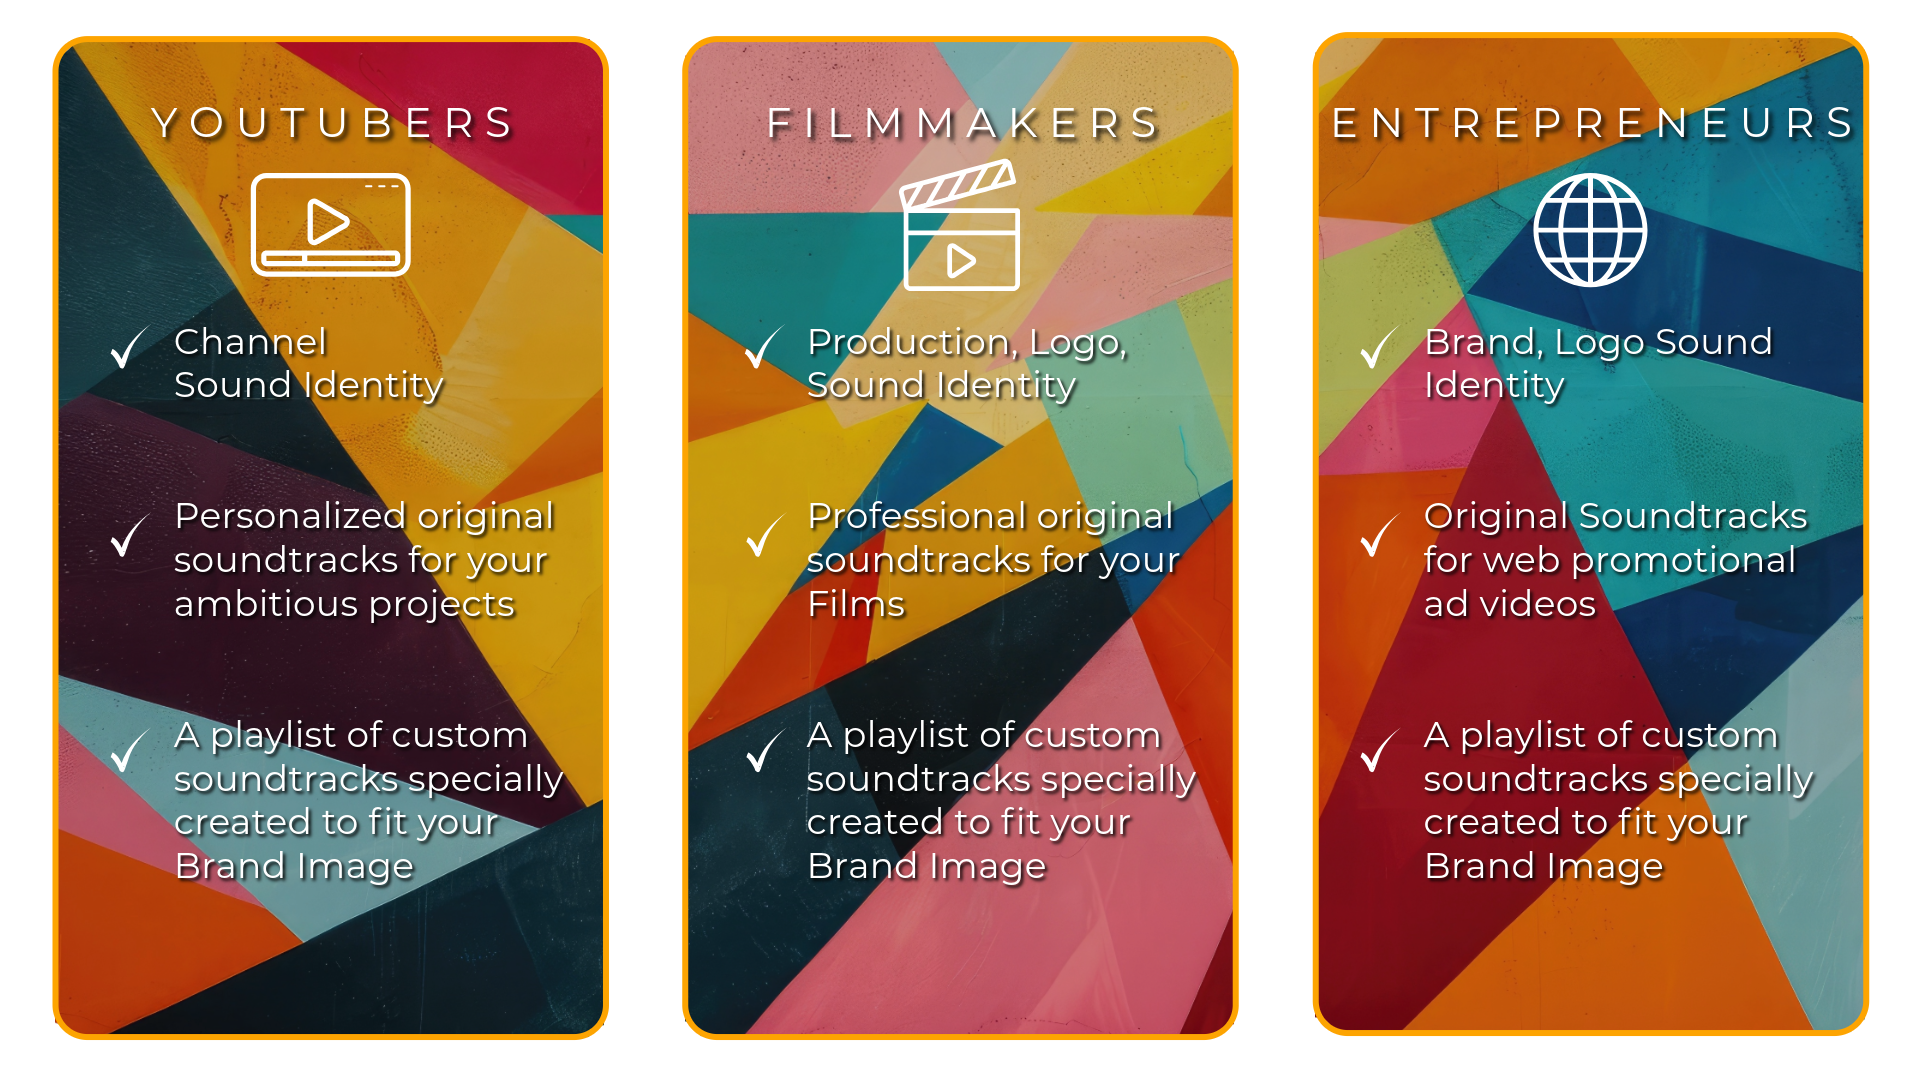 YOUTUBERS
Channel
Sound Identity
Personalized original
soundtracks for your
ambitious projects
A playlist of custom
soundtracks specially
created to fit your
Brand Image
FILMMAKERS
Production, Logo,
Sound Identity
Professional original
soundtracks for your
Films
A playlist of custom
soundtracks specially
created to fit your
Brand Image
ENTREPRENEURS
Brand, Logo Sound
Identity
Original Soundtracks
for web promotional
ad videos
A playlist of custom
soundtracks specially
created to fit your
Brand Image